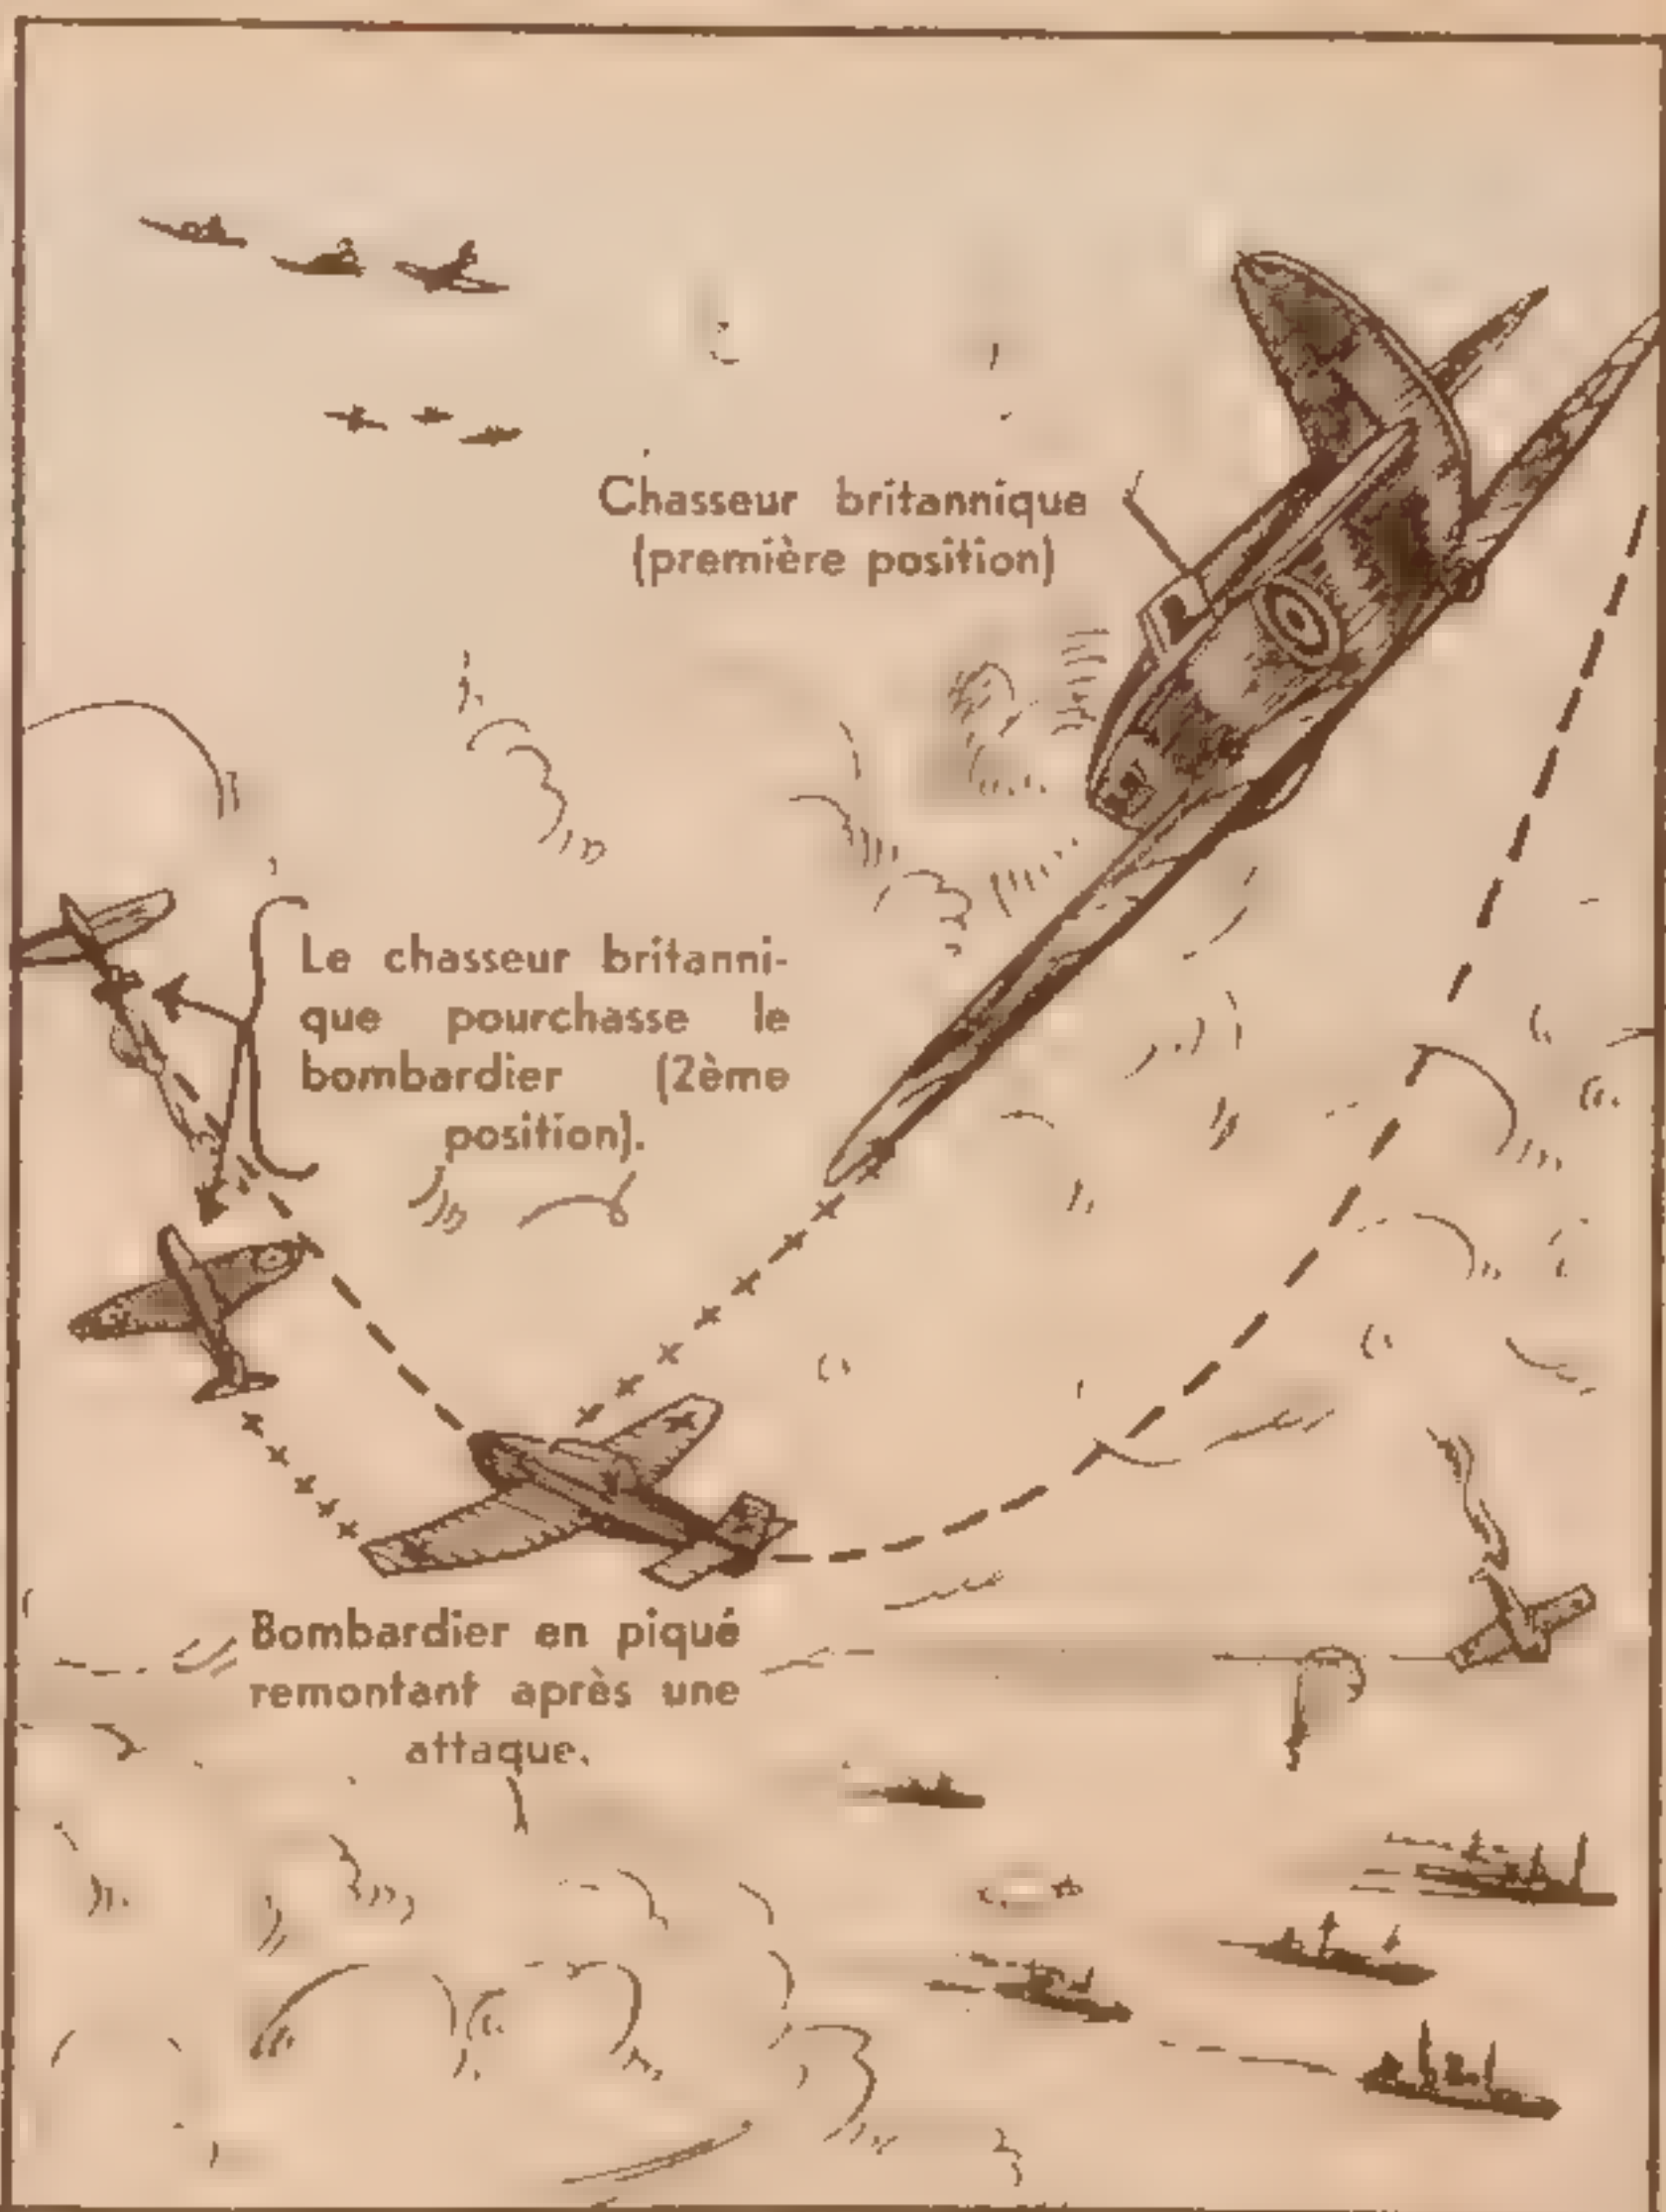 Chasseur britannique
(première position)
Le chasseur britanni-
que pourchasse le
bombardier (2ème
position).
Bombardier en piqué
remontant après une
attaque.